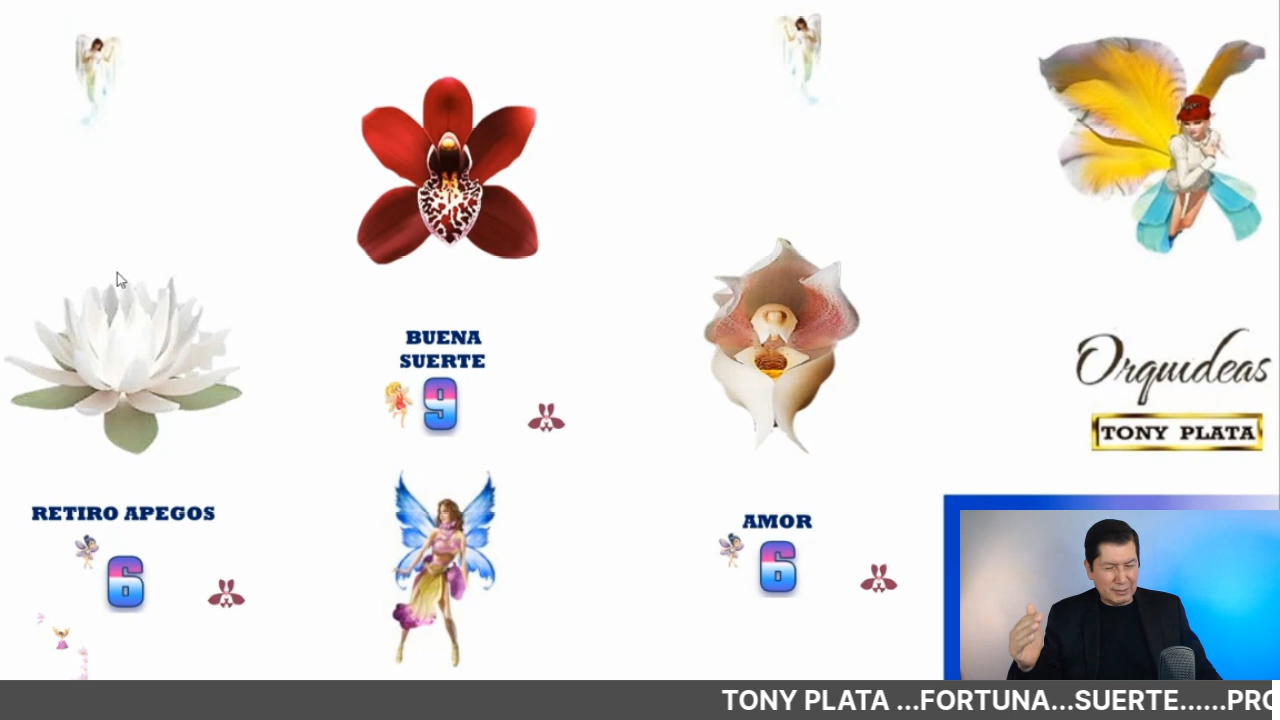 BUENA
SUERTE
9
Orquideas
TONY PLATA
RETIRO APEGOS
6
AMOR
6
TONY PLATA ...FORTUNA...SUERTE......PRO